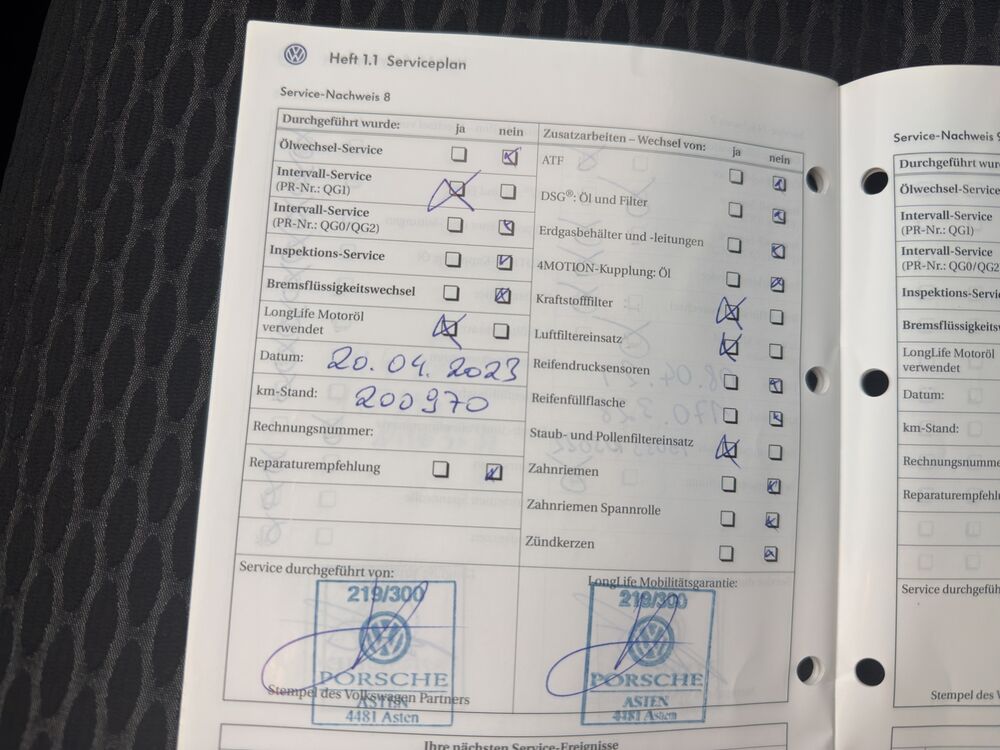 Heft 1.1 Serviceplan
Service-Nachweis 8
Durchgeführt wurde: ja nein
Ölwechsel-Service
Intervall-Service
(PR-Nr.: QG1)
Intervall-Service
(PR-Nr.: QG0/QG2)
Inspektions-Service
Bremsflüssigkeitswechsel
LongLife Motoröl
verwendet
Datum: 20.04.2023
km-Stand: 200970
Rechnungsnummer:
Reparaturempfehlung
Zusatzarbeiten – Wechsel von: ja nein
ATF
DSG®: Öl und Filter
Erdgasbehälter und -leitungen
4MOTION-Kupplung: Öl
Kraftstofffilter
Luftfiltereinsatz
Reifendrucksensoren
Reifenfüllflasche
Staub- und Pollenfiltereinsatz
Zahnriemen
Zahnriemen Spannrolle
Zündkerzen
Service durchgeführt von:
219/300
PORSCHE
Stempel des Volkswagen Partners
ASTEN
4481 Asten
LongLife Mobilitätsgarantie:
219/300
PORSCHE
ASTEN
4481 Asten
Ihre nächsten Service-Ereignisse
Service-Nachweis 9
Durchgeführt wur
Ölwechsel-Service
Intervall-Service
(PR-Nr.: QG1)
Intervall-Service
(PR-Nr.: QG0/QG2
Inspektions-Servi
Bremsflüssigkeits
LongLife Motoröl
verwendet
Datum:
km-Stand:
Rechnungsnumme
Reparaturempfehlu
Service durchgeführ
Stempel des V